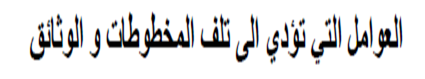 العوامل التي تؤدي الى تلف المخطوطات و الوثائق